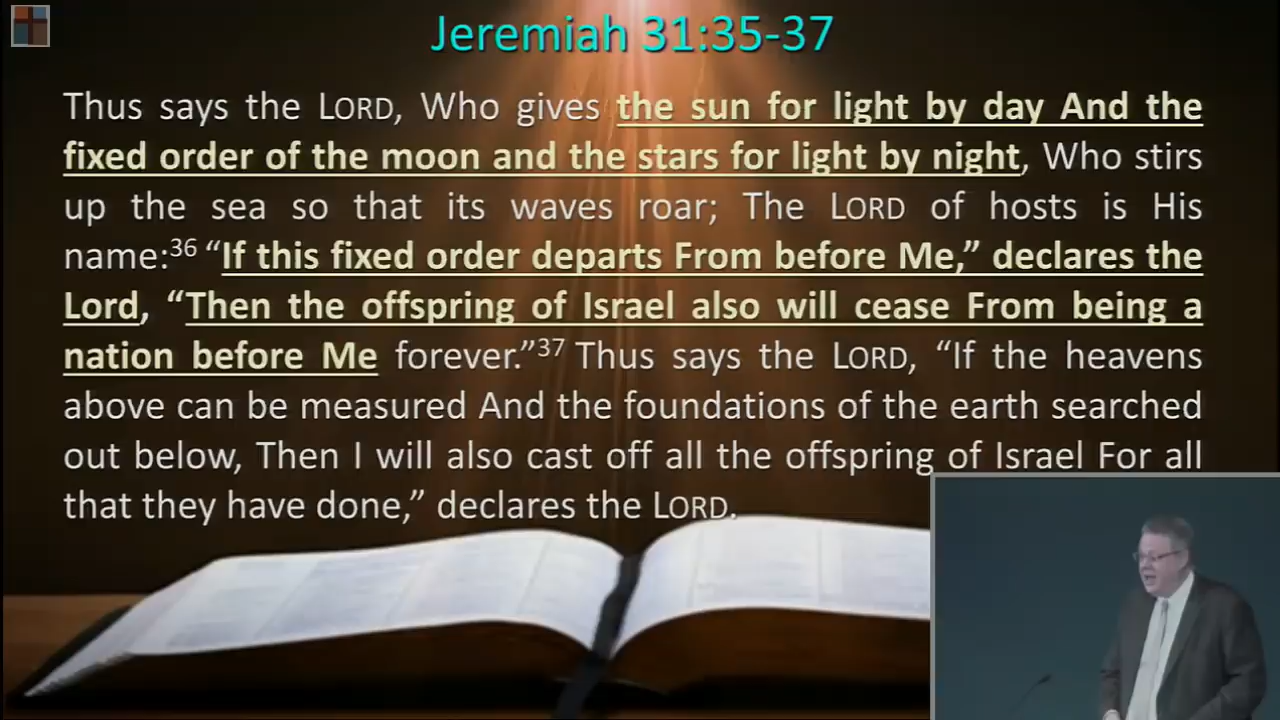 Jeremiah 31:35-37
Thus says the LORD, Who gives the sun for light by day And the
fixed order of the moon and the stars for light by night, Who stirs
up the sea so that its waves roar; The LORD of hosts is His
name:36 “If this fixed order departs From before Me,” declares the
Lord, “Then the offspring of Israel also will cease From being a
nation before Me forever.”37 Thus says the LORD, “If the heavens
above can be measured And the foundations of the earth searched
out below, Then I will also cast off all the offspring of Israel For all
that they have done,” declares the LORD.